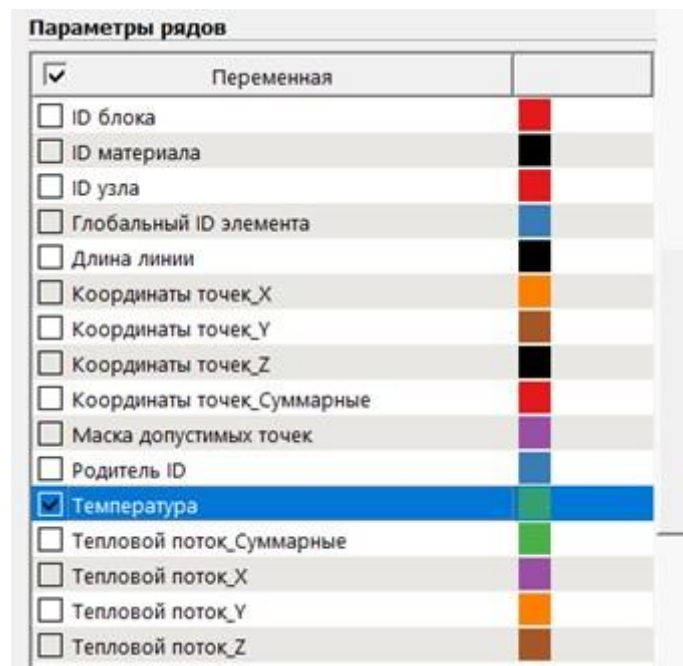 Параметры рядов
Переменная
ID блока
ID материала
ID узла
Глобальный ID элемента
Длина линии
Координаты точек_X
Координаты точек_Y
Координаты точек_Z
Координаты точек_Суммарные
Маска допустимых точек
Родитель ID
Температура
Тепловой поток_Суммарные
Тепловой поток_X
Тепловой поток_Y
Тепловой поток_Z